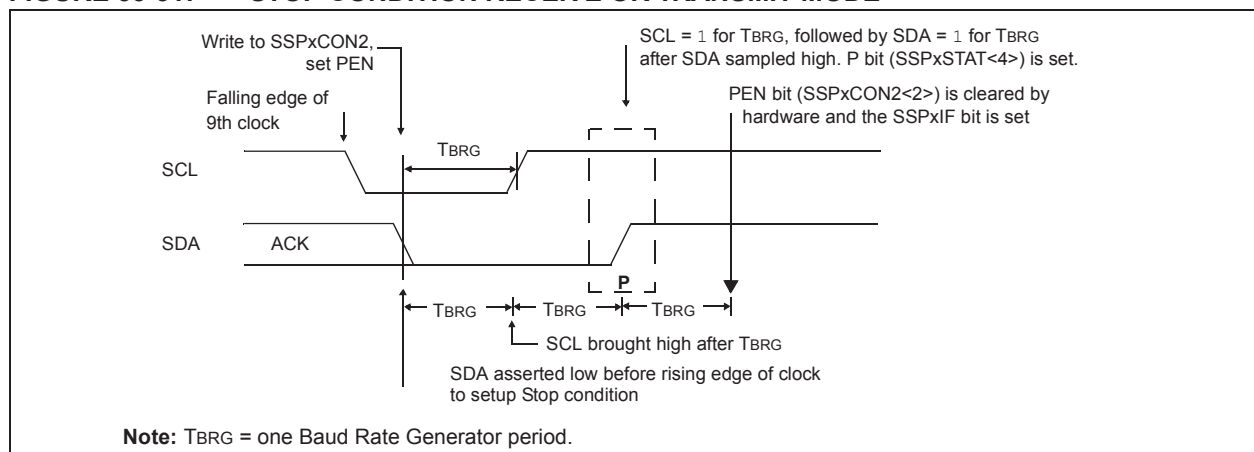 Write to SSPxCON2,
set PEN
SCL = 1 for TBRG, followed by SDA = 1 for TBRG
after SDA sampled high. P bit (SSPxSTAT<4>) is set.
Falling edge of
9th clock
PEN bit (SSPxCON2<2>) is cleared by
hardware and the SSPxIF bit is set
TBRG
SCL
SDA
ACK
P
TBRG
TBRG
TBRG
SCL brought high after TBRG
SDA asserted low before rising edge of clock
to setup Stop condition
Note: TBRG = one Baud Rate Generator period.